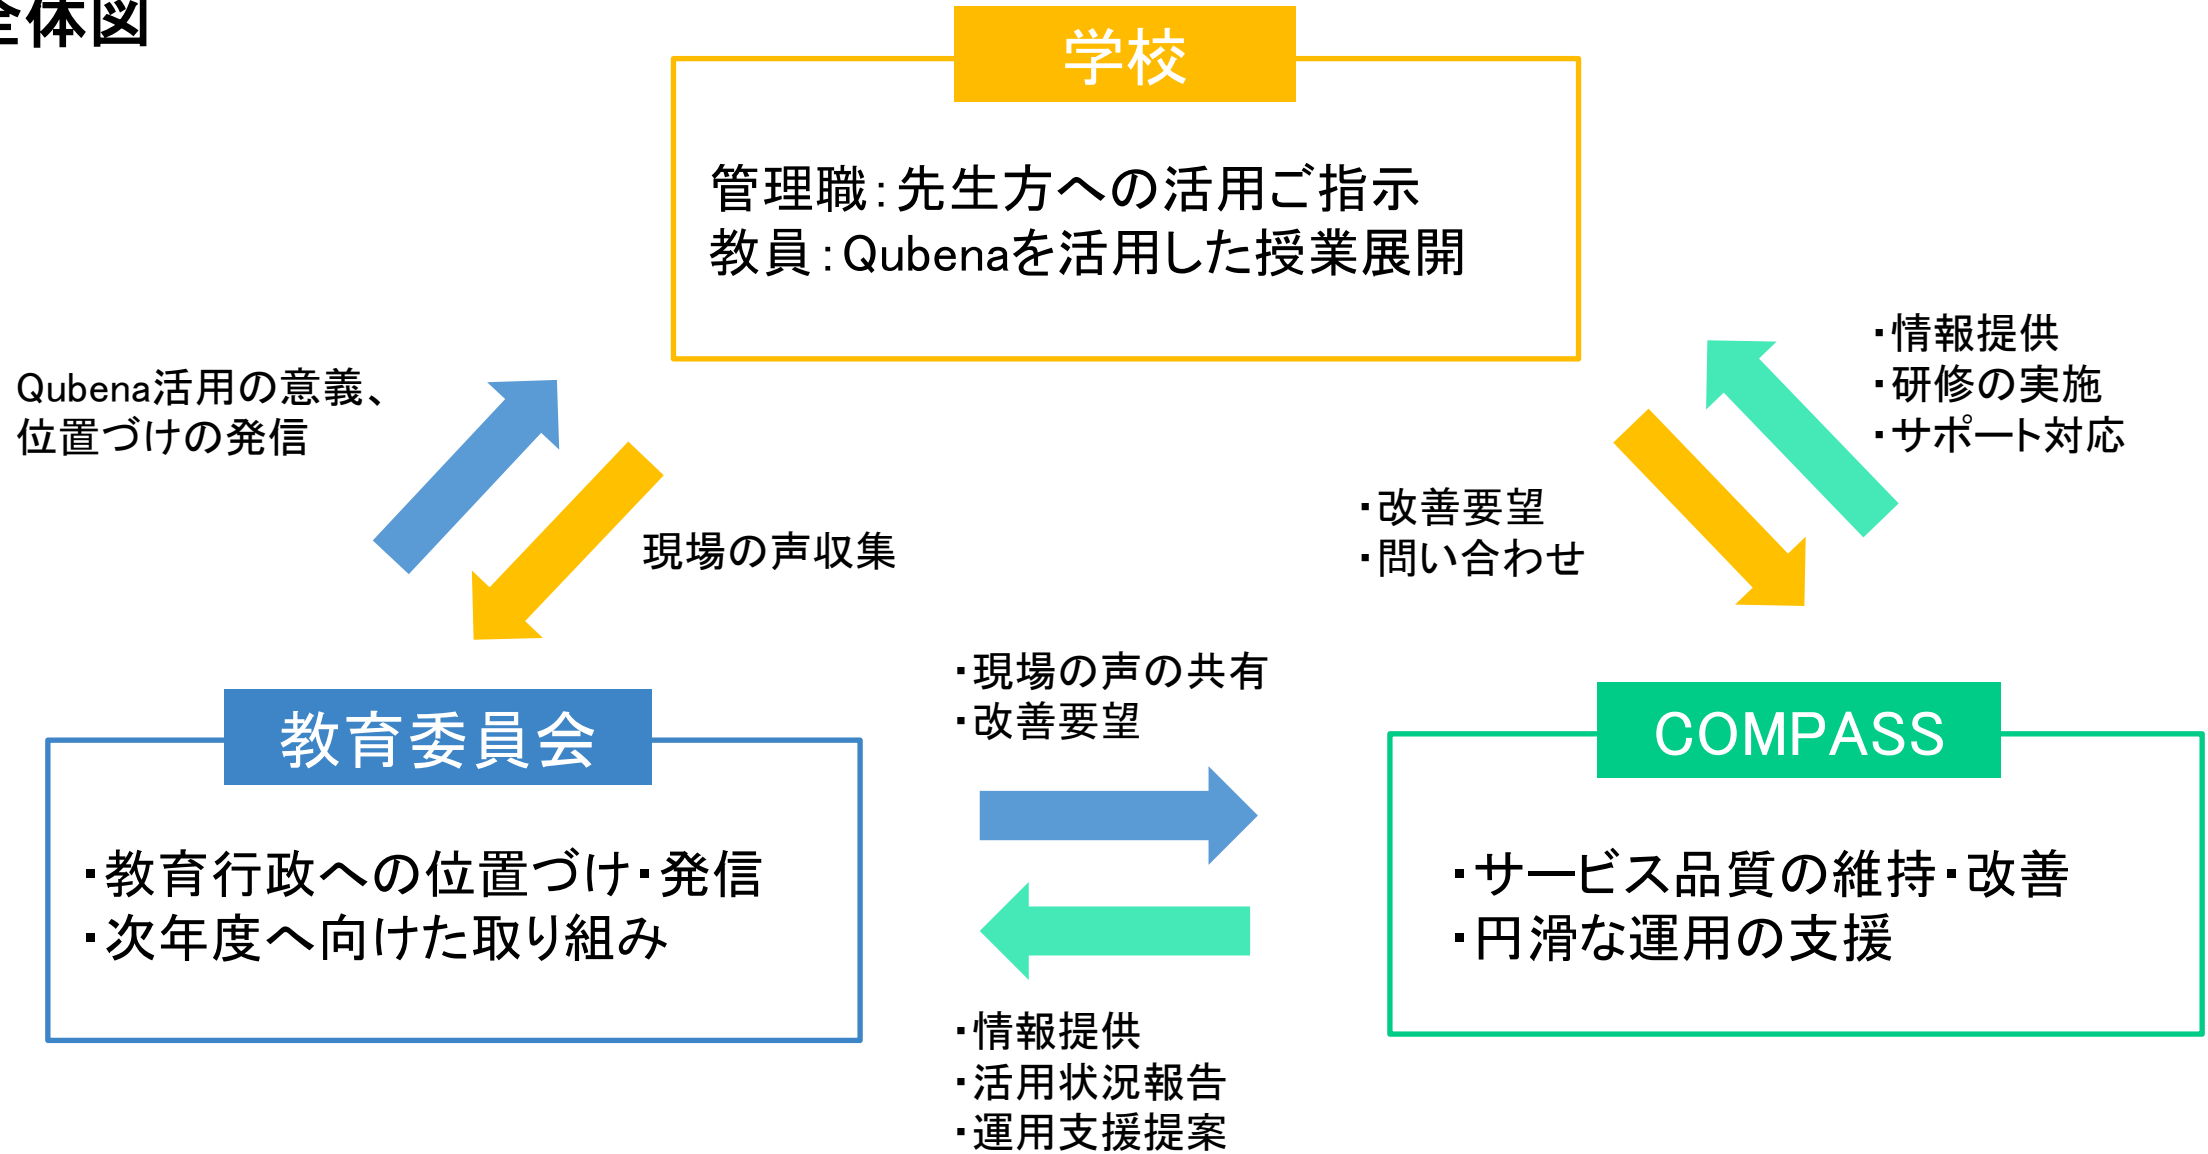 全体図
学校
管理職：先生方への活用ご指示
教員：Qubenaを活用した授業展開
Qubena活用の意義、
位置づけの発信
現場の声収集
・情報提供
・研修の実施
・サポート対応
・改善要望
・問い合わせ
教育委員会
・教育行政への位置づけ・発信
・次年度へ向けた取り組み
・現場の声の共有
・改善要望
・情報提供
・活用状況報告
・運用支援提案
COMPASS
・サービス品質の維持・改善
・円滑な運用の支援